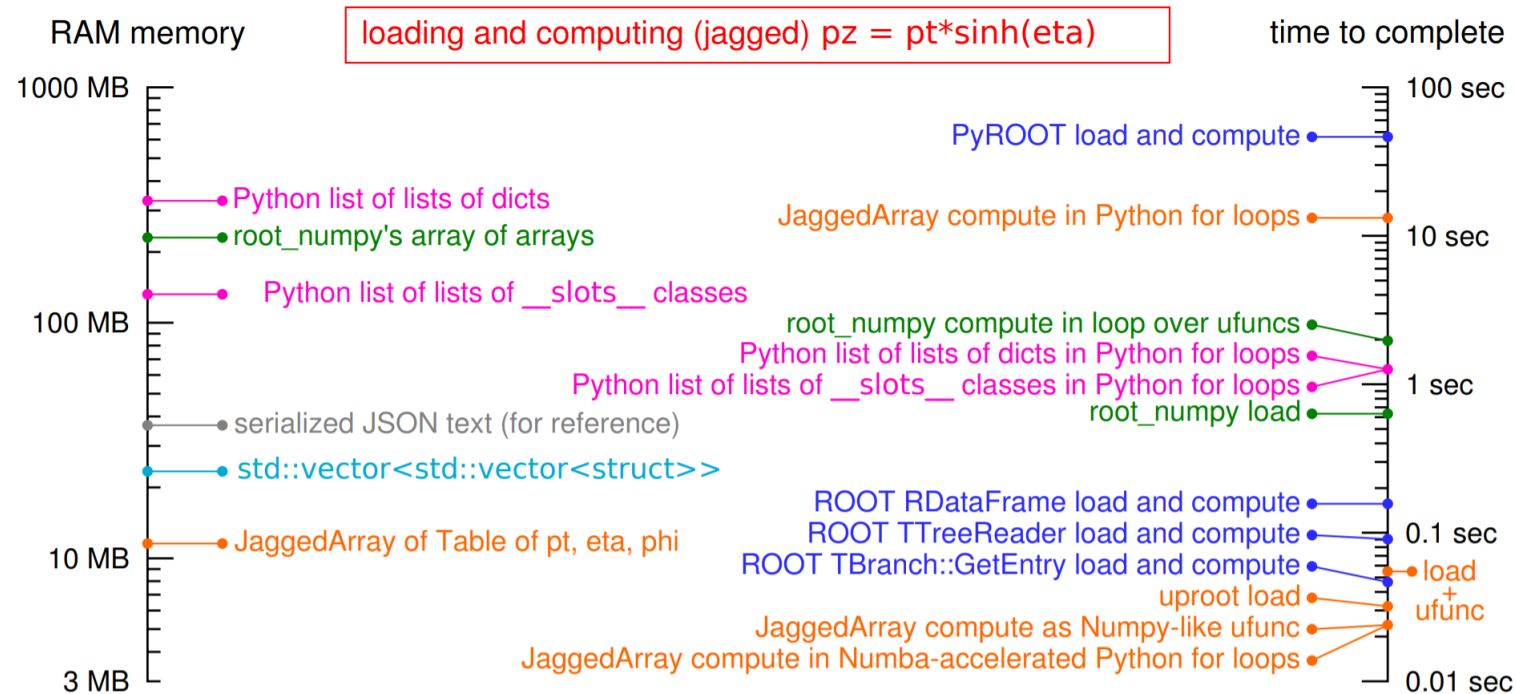 RAM memory
loading and computing (jagged) pz = pt*sinh(eta)
time to complete
1000 MB
100 MB
10 MB
3 MB
Python list of lists of dicts
root_numpy's array of arrays
Python list of lists of __slots__ classes
serialized JSON text (for reference)
std::vector<std::vector<struct>>
JaggedArray of Table of pt, eta, phi
PyROOT load and compute
JaggedArray compute in Python for loops
root_numpy compute in loop over ufuncs
Python list of lists of dicts in Python for loops
Python list of lists of __slots__ classes in Python for loops
root_numpy load
ROOT RDataFrame load and compute
ROOT TTreeReader load and compute
ROOT TBranch::GetEntry load and compute
uproot load
JaggedArray compute as Numpy-like ufunc
JaggedArray compute in Numba-accelerated Python for loops
100 sec
10 sec
1 sec
0.1 sec
load
+
ufunc
0.01 sec